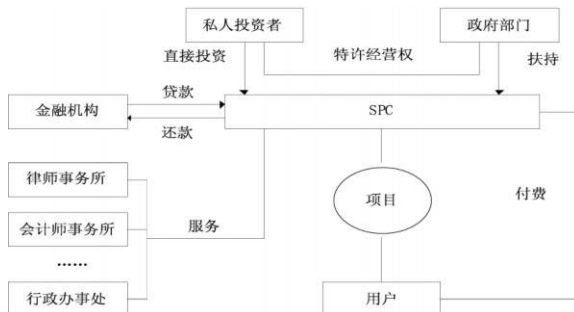 私人投资者
政府部门
直接投资
特许经营权
扶持
金融机构
贷款
SPC
还款
律师事务所
项目
付费
会计师事务所
服务
……
行政办事处
用户